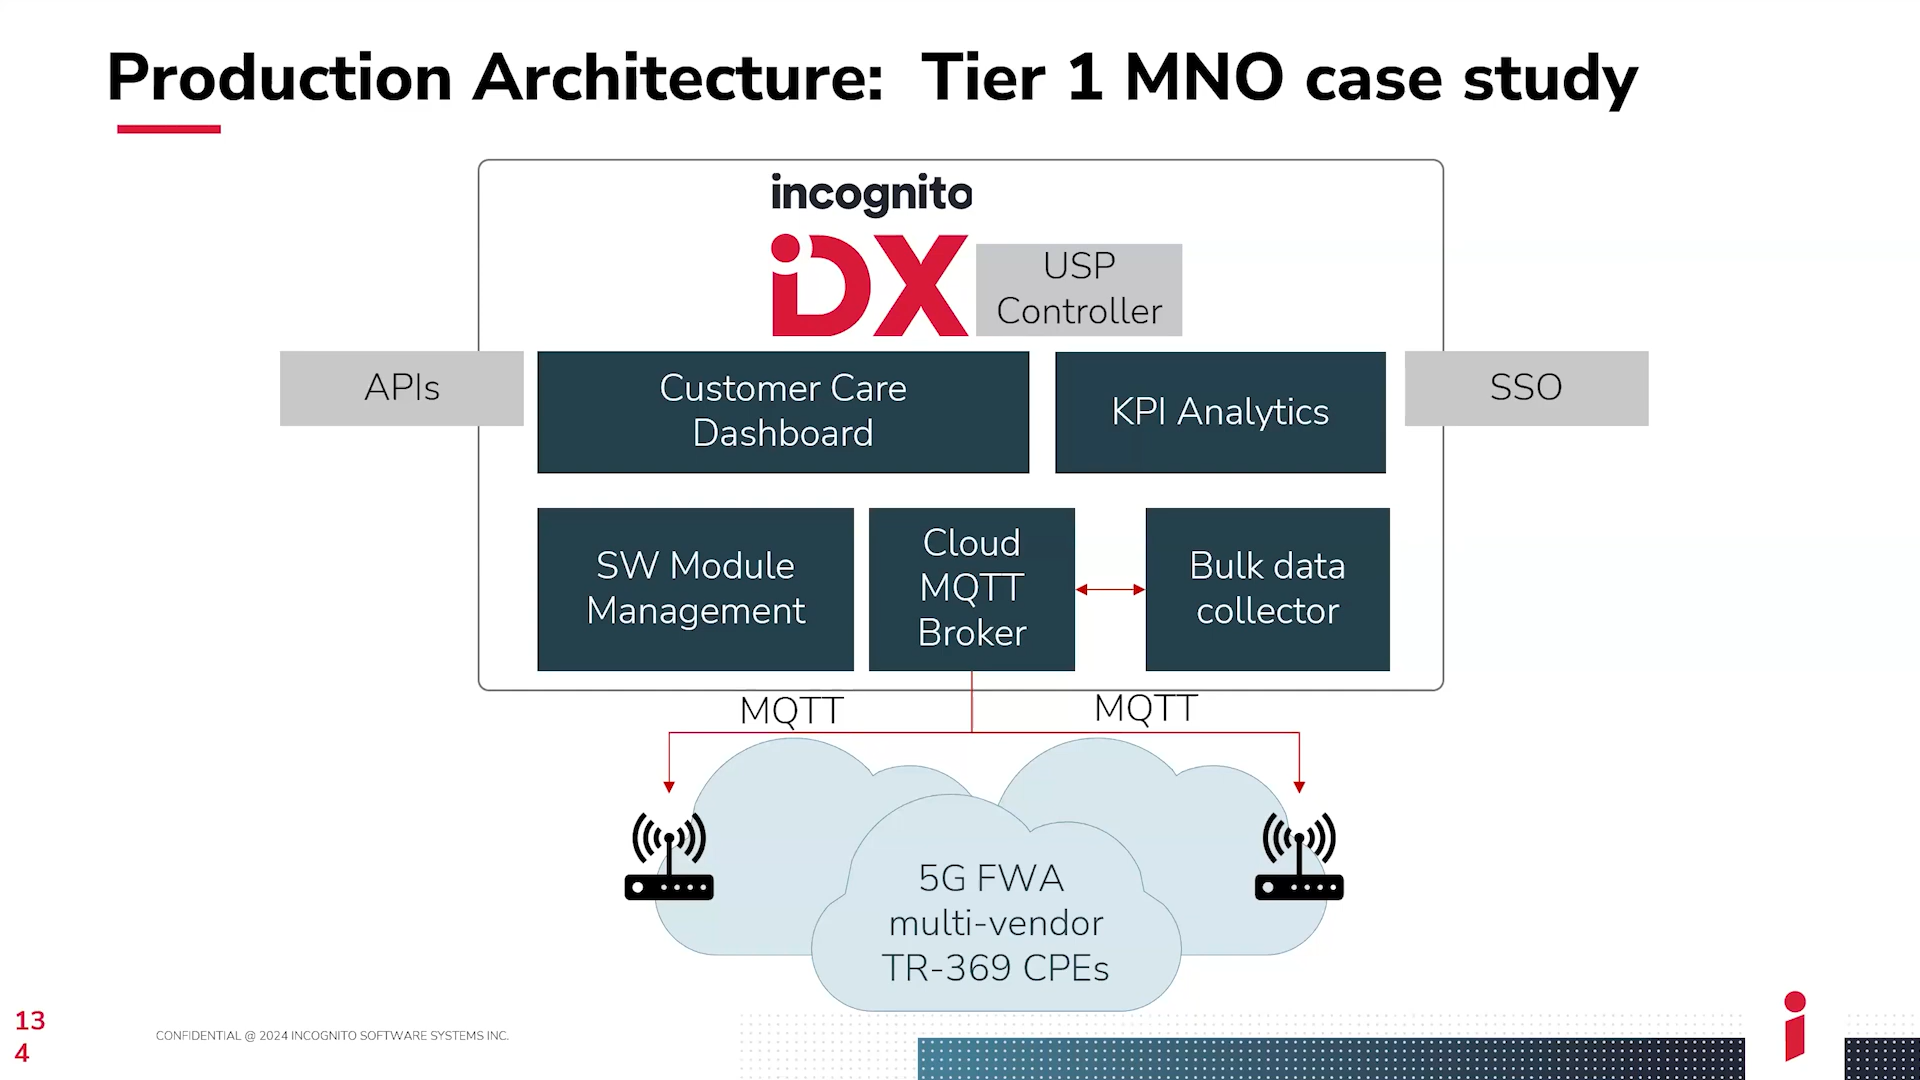 Production Architecture: Tier 1 MNO case study
incognito
iDX
USP
Controller
APIs
Customer Care
Dashboard
KPI Analytics
SSO
SW Module
Management
Cloud
MQTT
Broker
Bulk data
collector
MQTT
MQTT
5G FWA
multi-vendor
TR-369 CPEs
13
4
CONFIDENTIAL @ 2024 INCOGNITO SOFTWARE SYSTEMS INC.
i